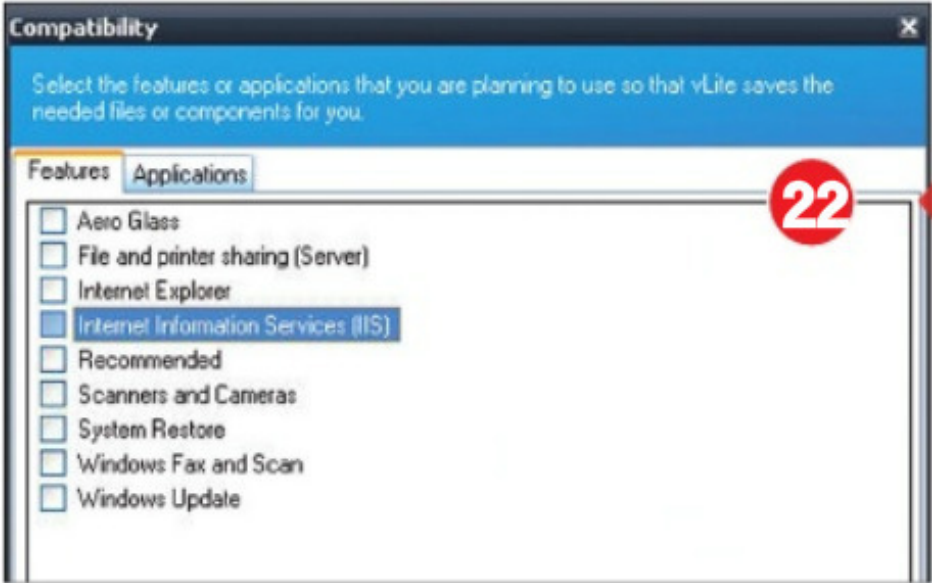 Compatibility
Select the features or applications that you are planning to use so that vLite saves the
needed files or components for you.
Features Applications
22
Aero Glass
File and printer sharing (Server)
Internet Explorer
Internet Information Services (IIS)
Recommended
Scanners and Cameras
System Restore
Windows Fax and Scan
Windows Update